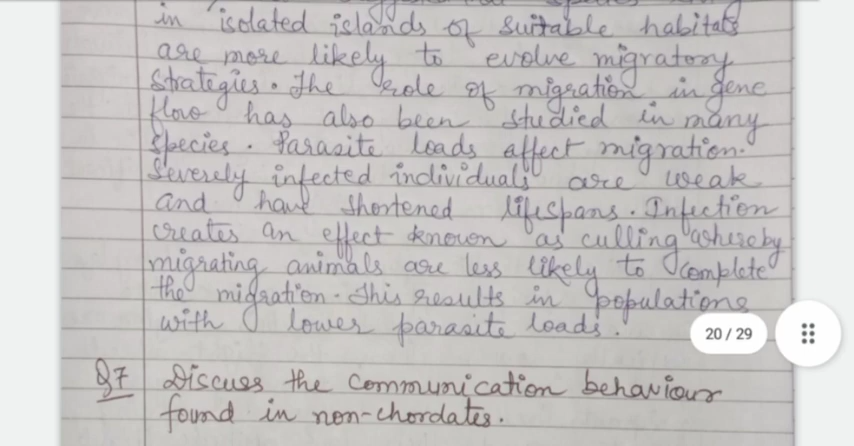 in isolated islands of suitable habitats
are more likely to evolve migratory
strategies. The role of migration in gene
flow has also been studied in many
species. Parasite loads affect migration.
Severely infected individuals are weak
and have shortened lifespans. Infection
creates an effect known as culling whereby
migrating animals are less likely to complete
the migration. This results in populations
with lower parasite loads.
20 / 29
Q7 Discuss the communication behaviour
found in non-chordates.